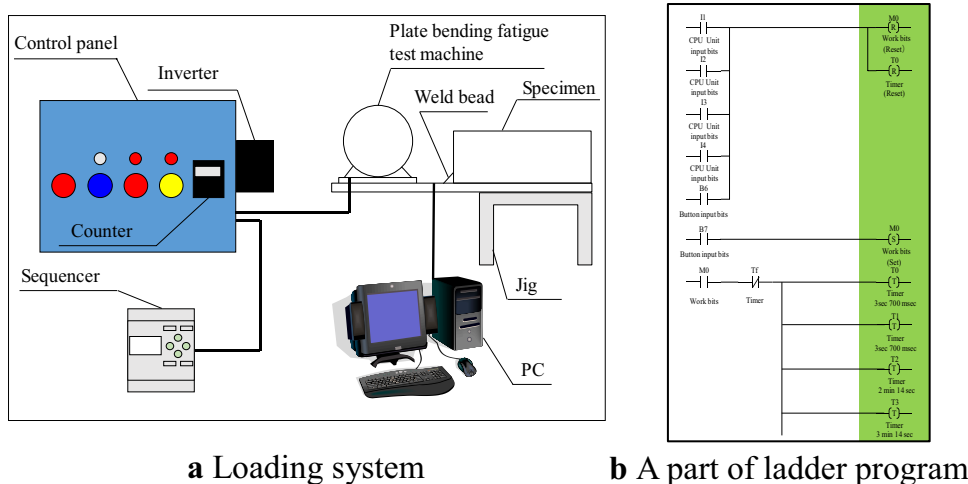 Control panel
Inverter
Plate bending fatigue
test machine
Weld bead
Specimen
Counter
Sequencer
Jig
PC
a Loading system
I1
CPU Unit
input bits
I2
CPU Unit
input bits
I3
CPU Unit
input bits
I4
CPU Unit
input bits
B6
Button input bits
B7
Button input bits
M0
Work bits
Tf
Timer
M0
R
Work bits
(Reset)
T0
R
Timer
(Reset)
M0
S
Work bits
(Set)
T0
T
Timer
3sec 700 msec
T1
T
Timer
3sec 700 msec
T2
T
Timer
2 min 14 sec
T3
T
Timer
3 min 14 sec
b A part of ladder program